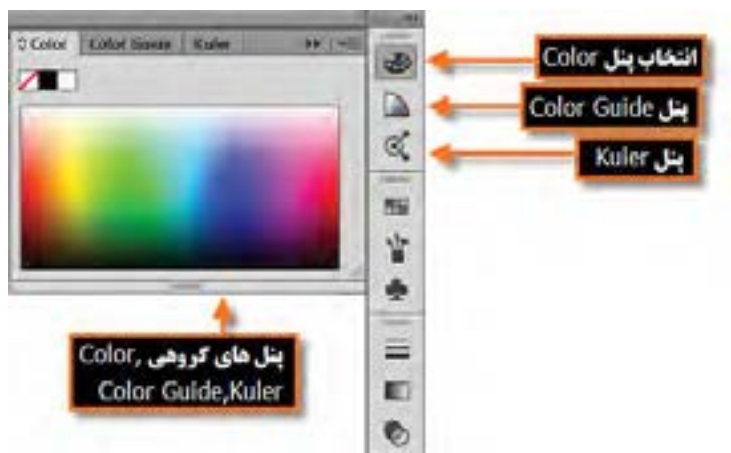 Color
Color Guide
Kuler
انتخاب پنل Color
پنل Color Guide
پنل Kuler
پنل های گروهی Color,
Color Guide,Kuler